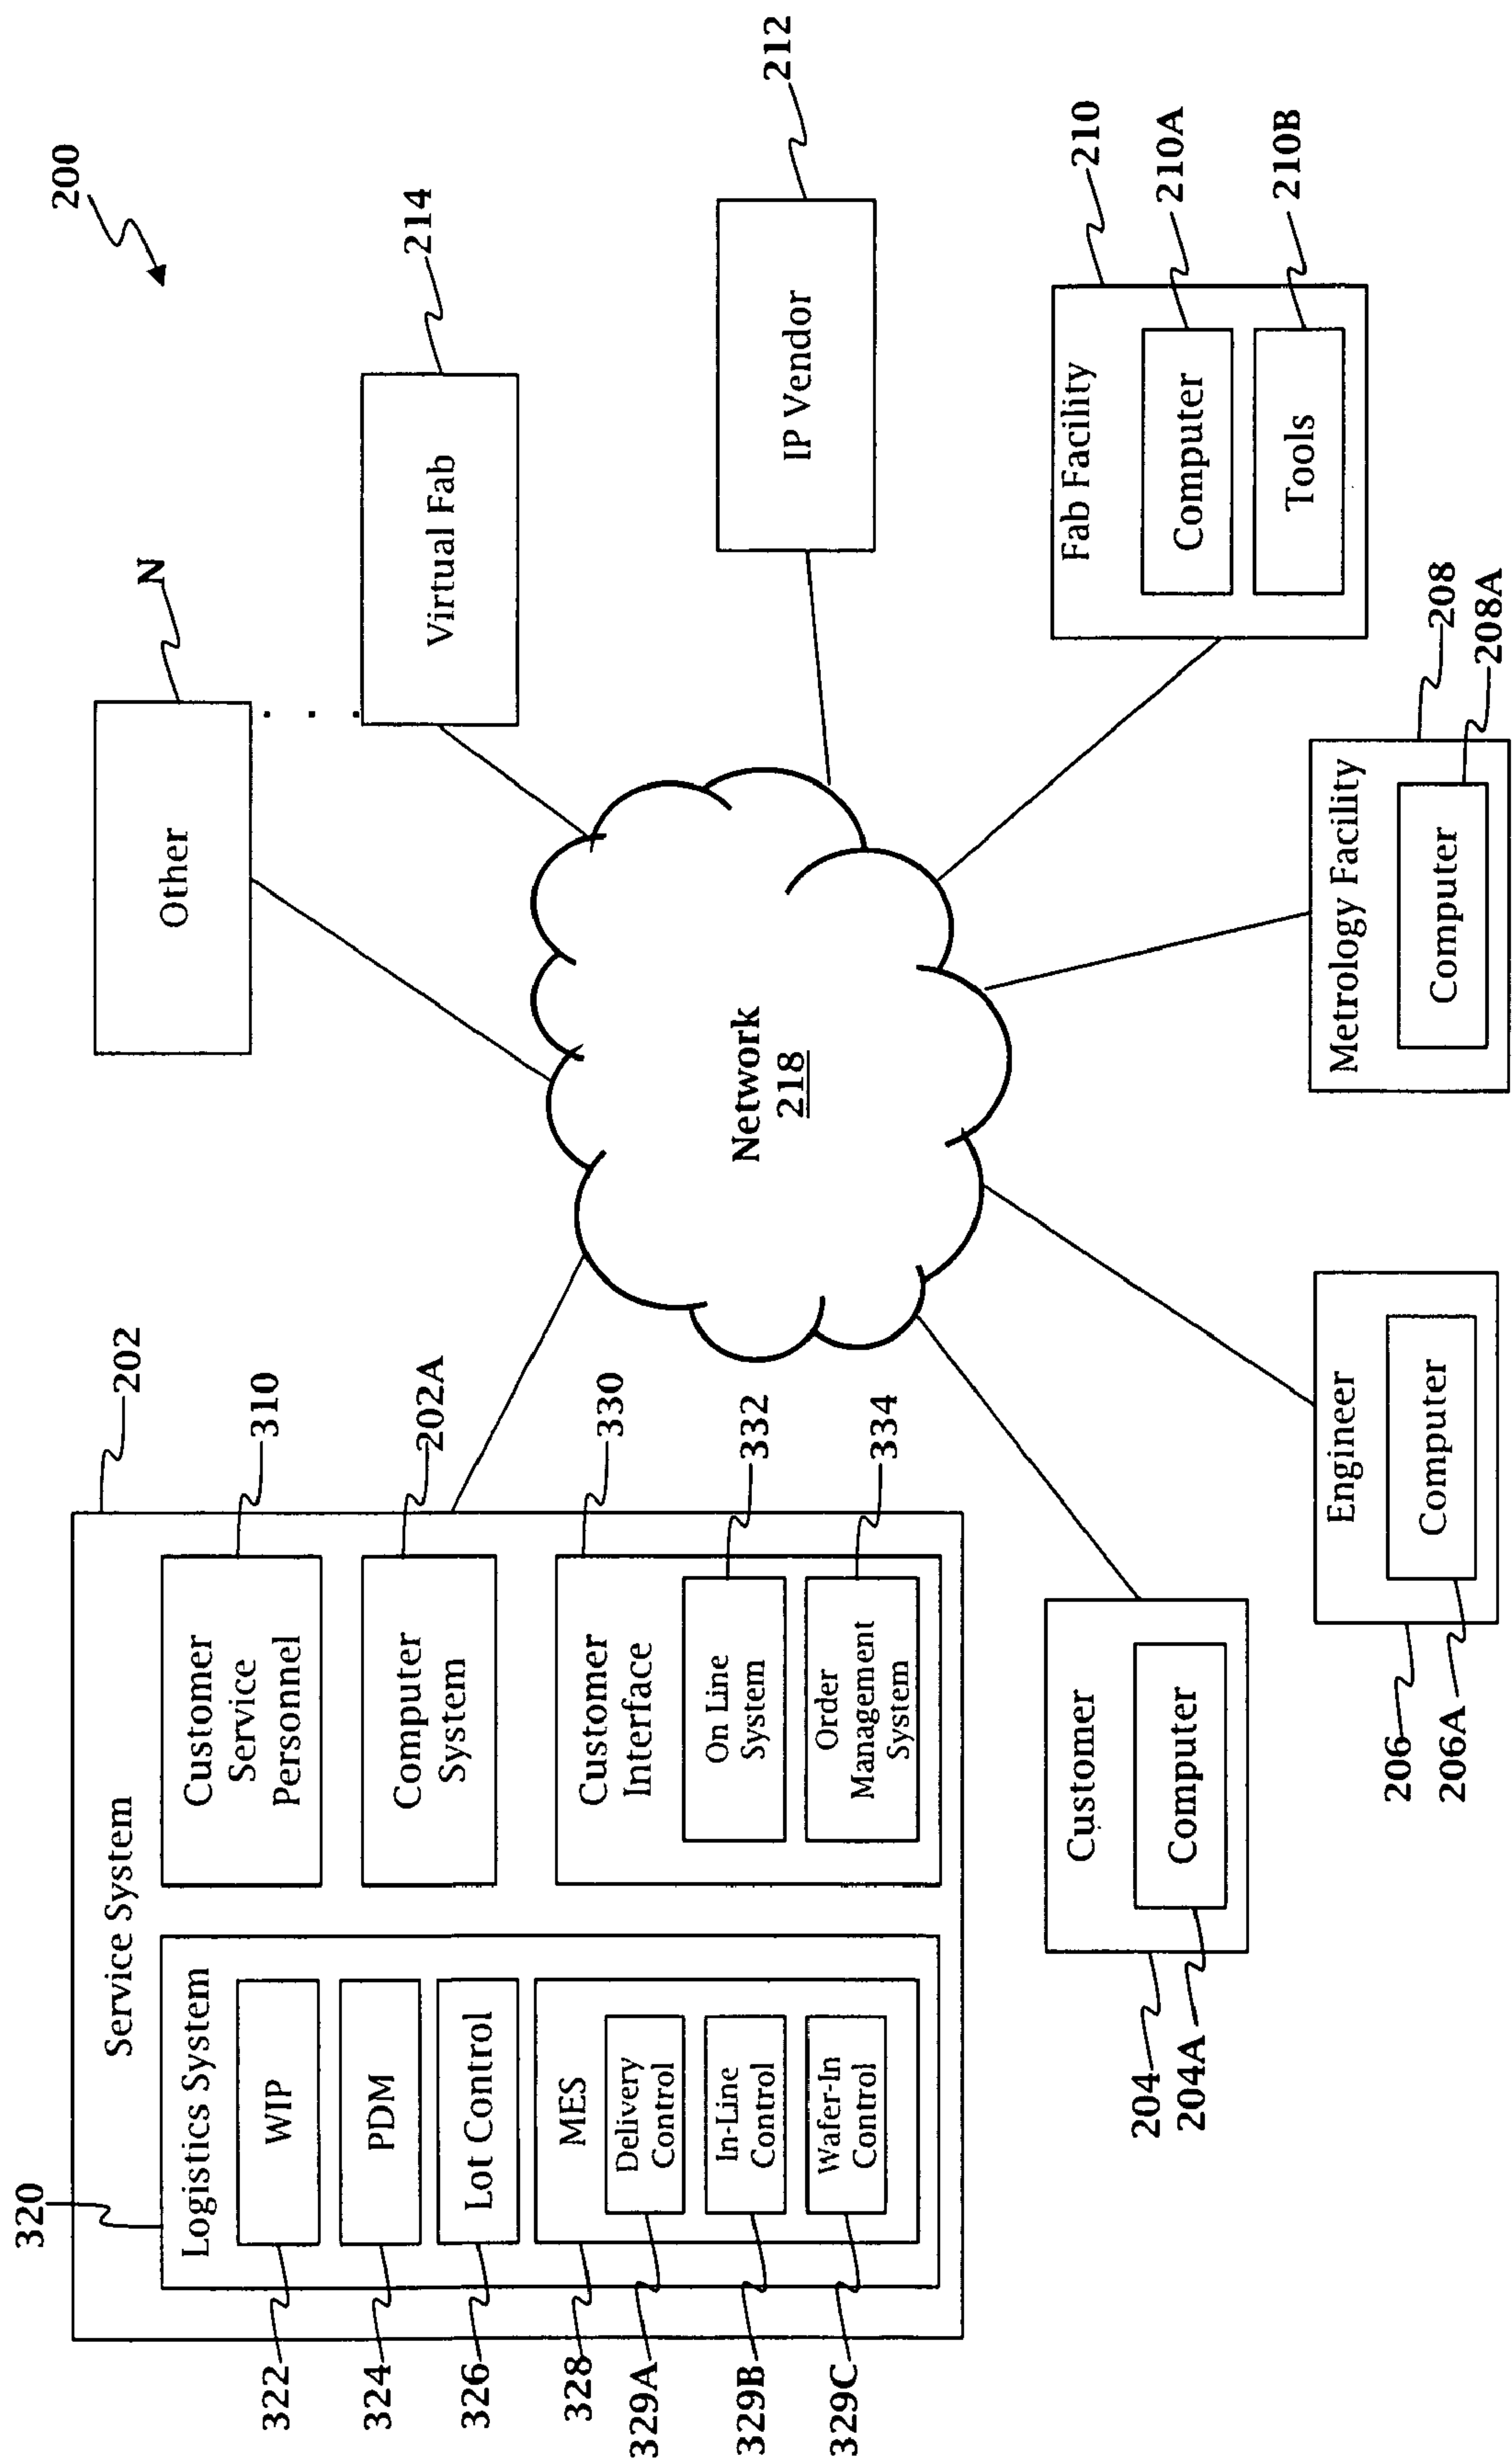 200
202
Service System
320
Logistics System
322
WIP
324
PDM
326
Lot Control
328
MES
329A
Delivery
Control
329B
In-Line
Control
329C
Wafer-In
Control
310
Customer
Service
Personnel
202A
Computer
System
330
Customer
Interface
332
On Line
System
334
Order
Management
System
N
Other
. . .
214
Virtual Fab
212
IP Vendor
Network
218
204
Customer
204A
Computer
206
Engineer
206A
Computer
208
Metrology Facility
208A
Computer
210
Fab Facility
210A
Computer
210B
Tools